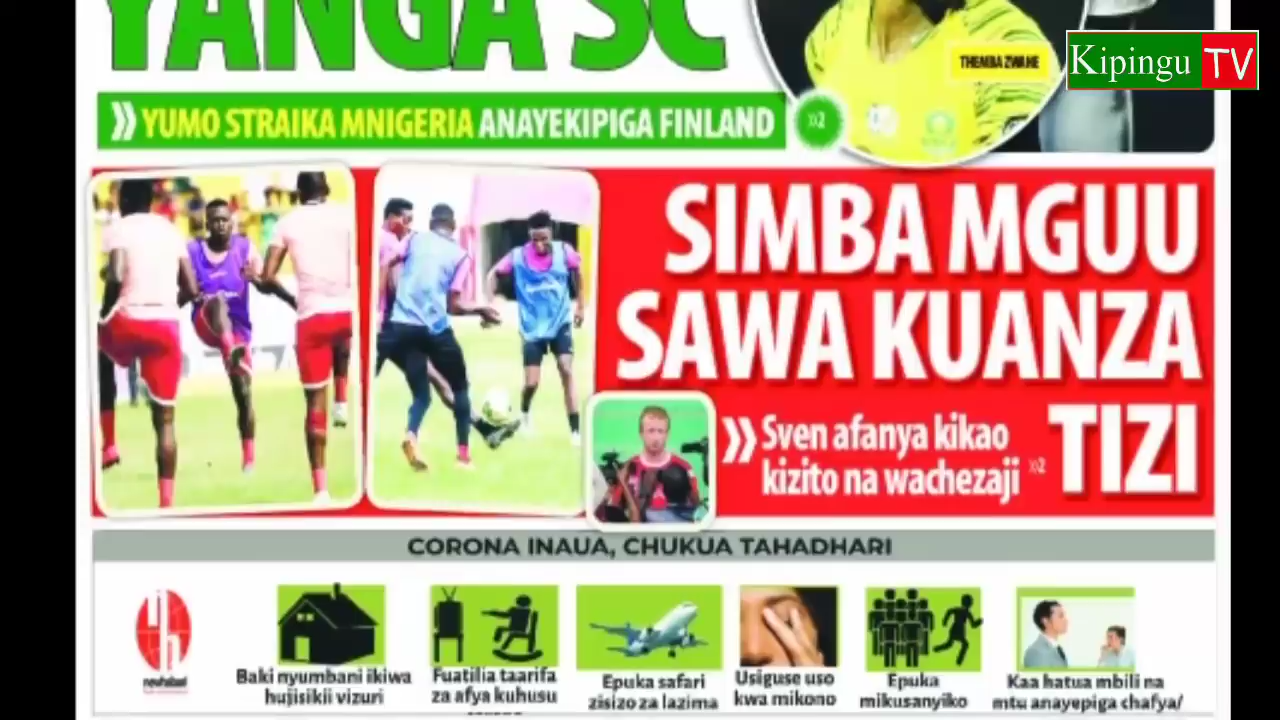 YANGA SC
Kipingu TV
THEMBA ZWANE
» YUMO STRAIKA MNIGERIA ANAYEKIPIGA FINLAND
»2
SIMBA MGUU
SAWA KUANZA
TIZI
» Sven afanya kikao
kizito na wachezaji »2
CORONA INAUA, CHUKUA TAHADHARI
Baki nyumbani ikiwa
hujisikii vizuri
Fuatilia taarifa
za afya kuhusu
Epuka safari
zisizo za lazima
Usiguse uso
kwa mikono
Epuka
mikusanyiko
Kaa hatua mbili na
mtu anayepiga chafya/